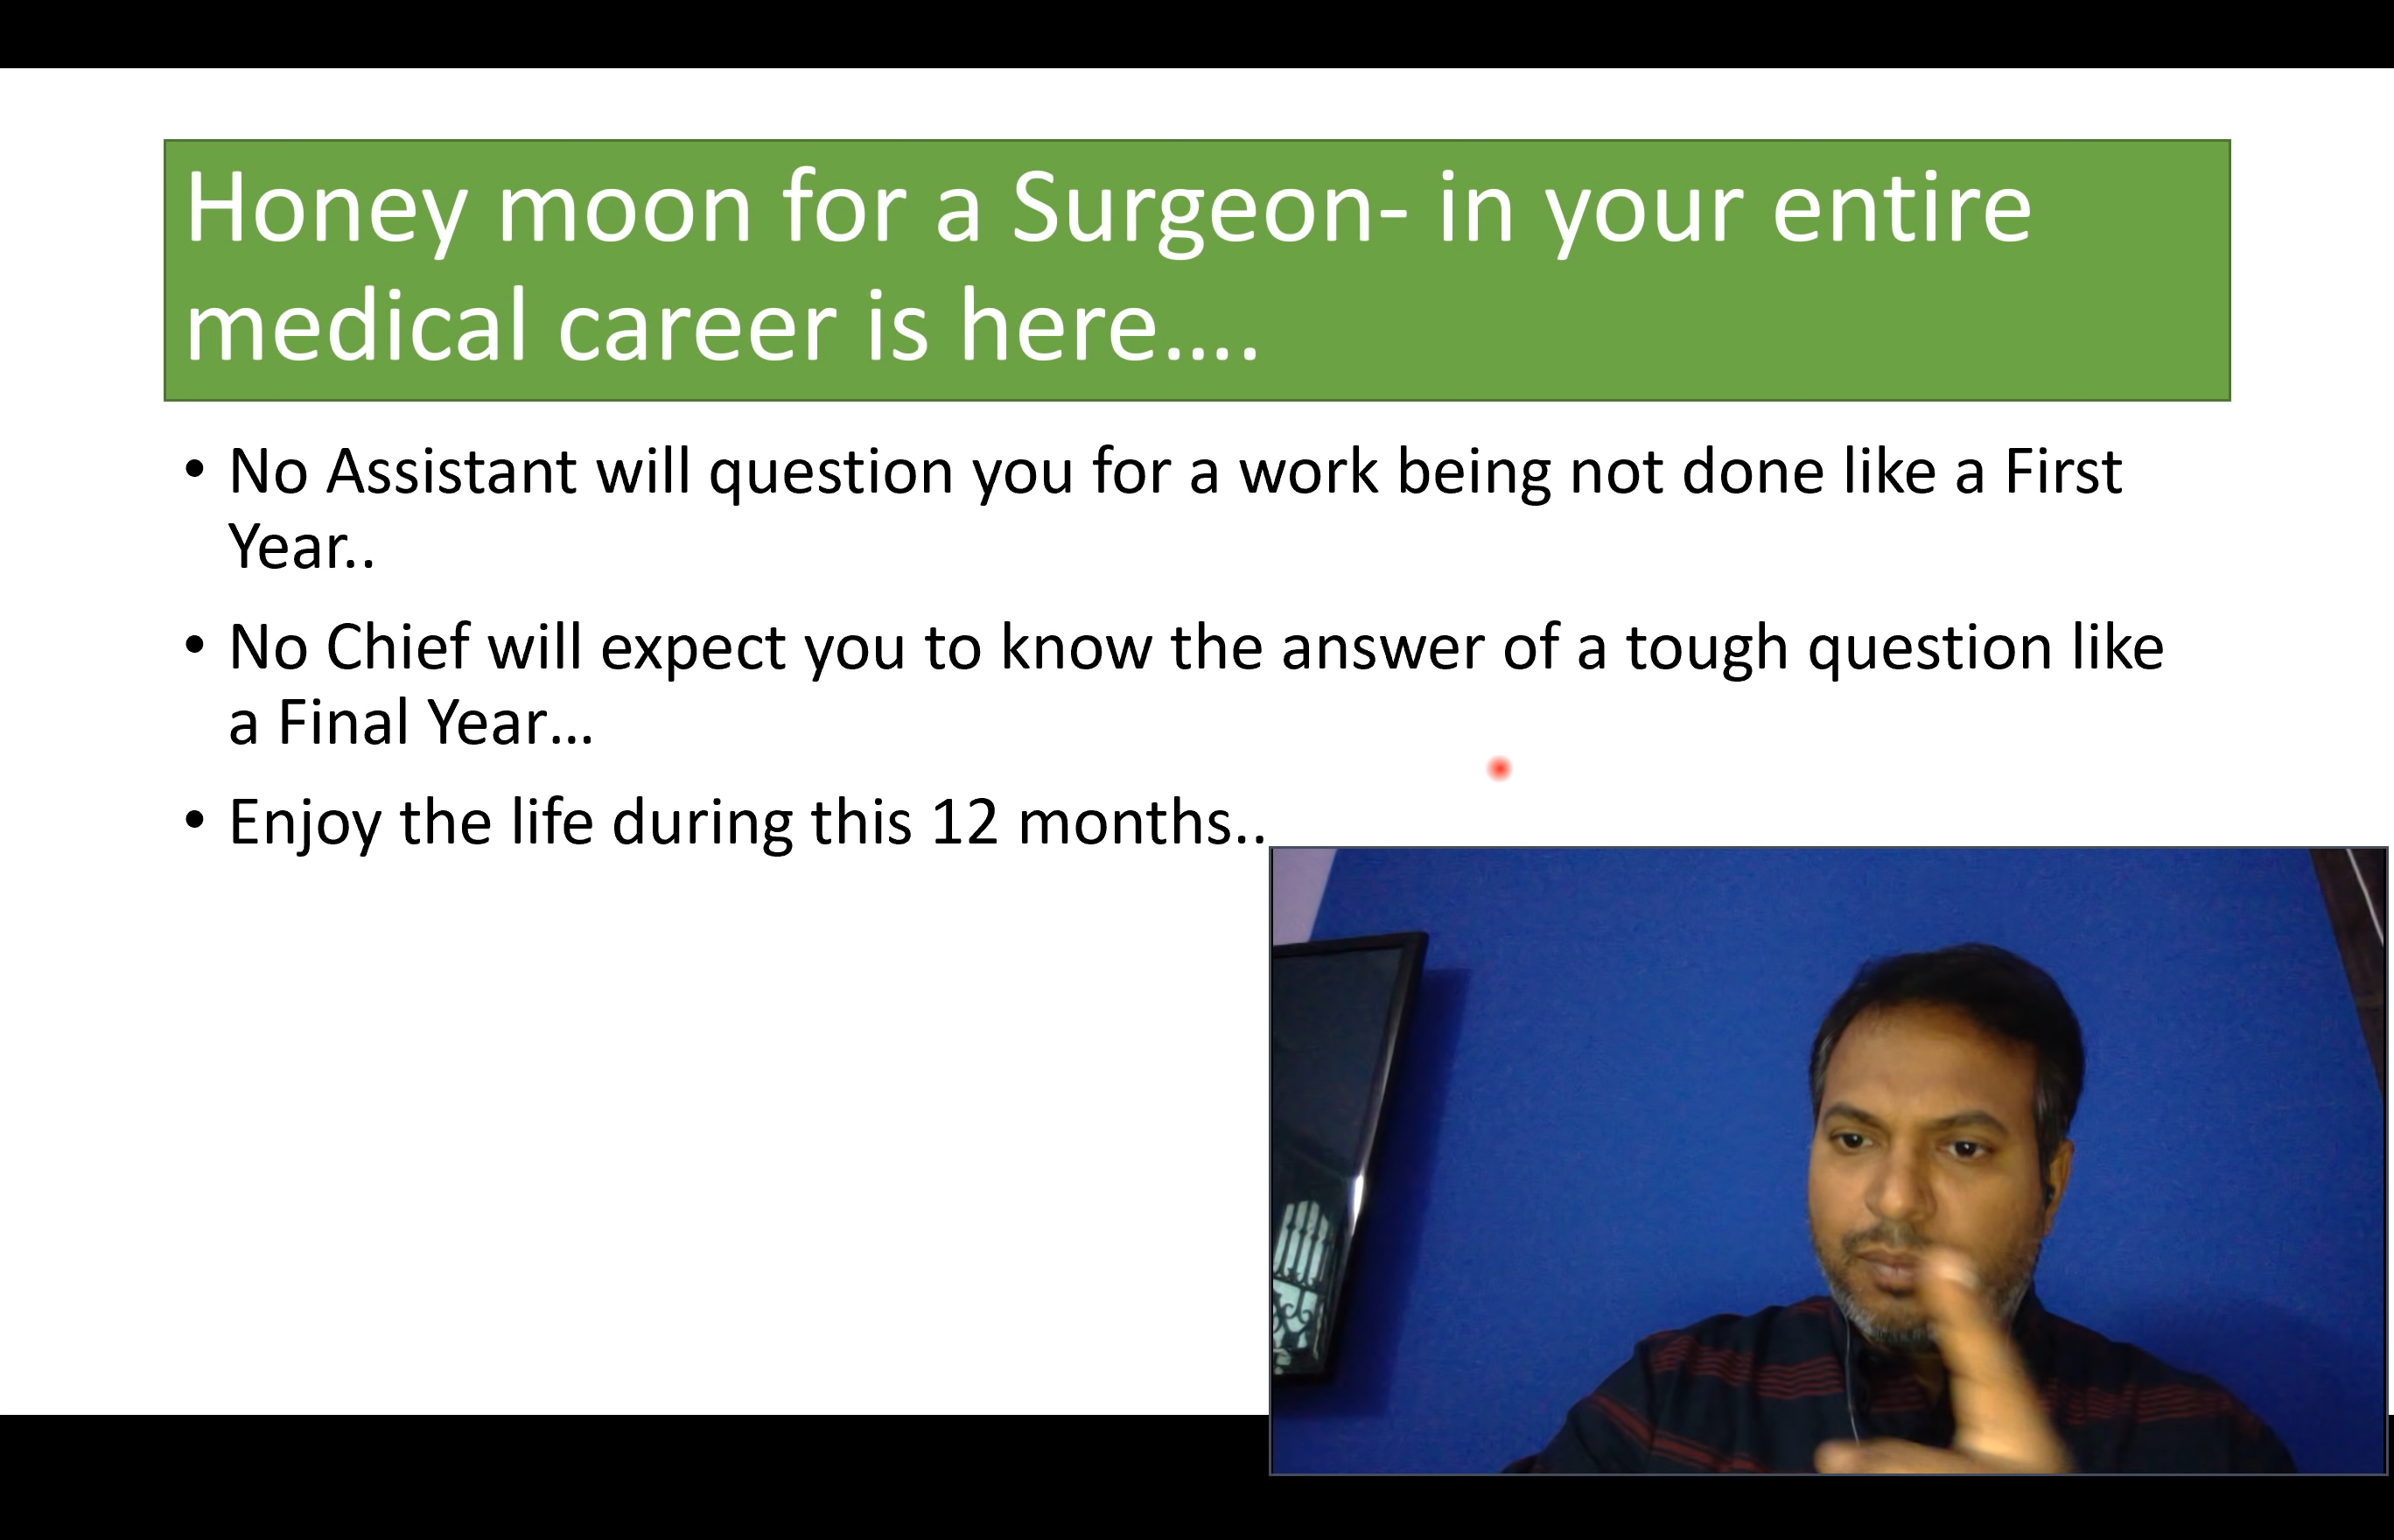 Honey moon for a Surgeon- in your entire
medical career is here....
• No Assistant will question you for a work being not done like a First
Year..
• No Chief will expect you to know the answer of a tough question like
a Final Year...
• Enjoy the life during this 12 months..